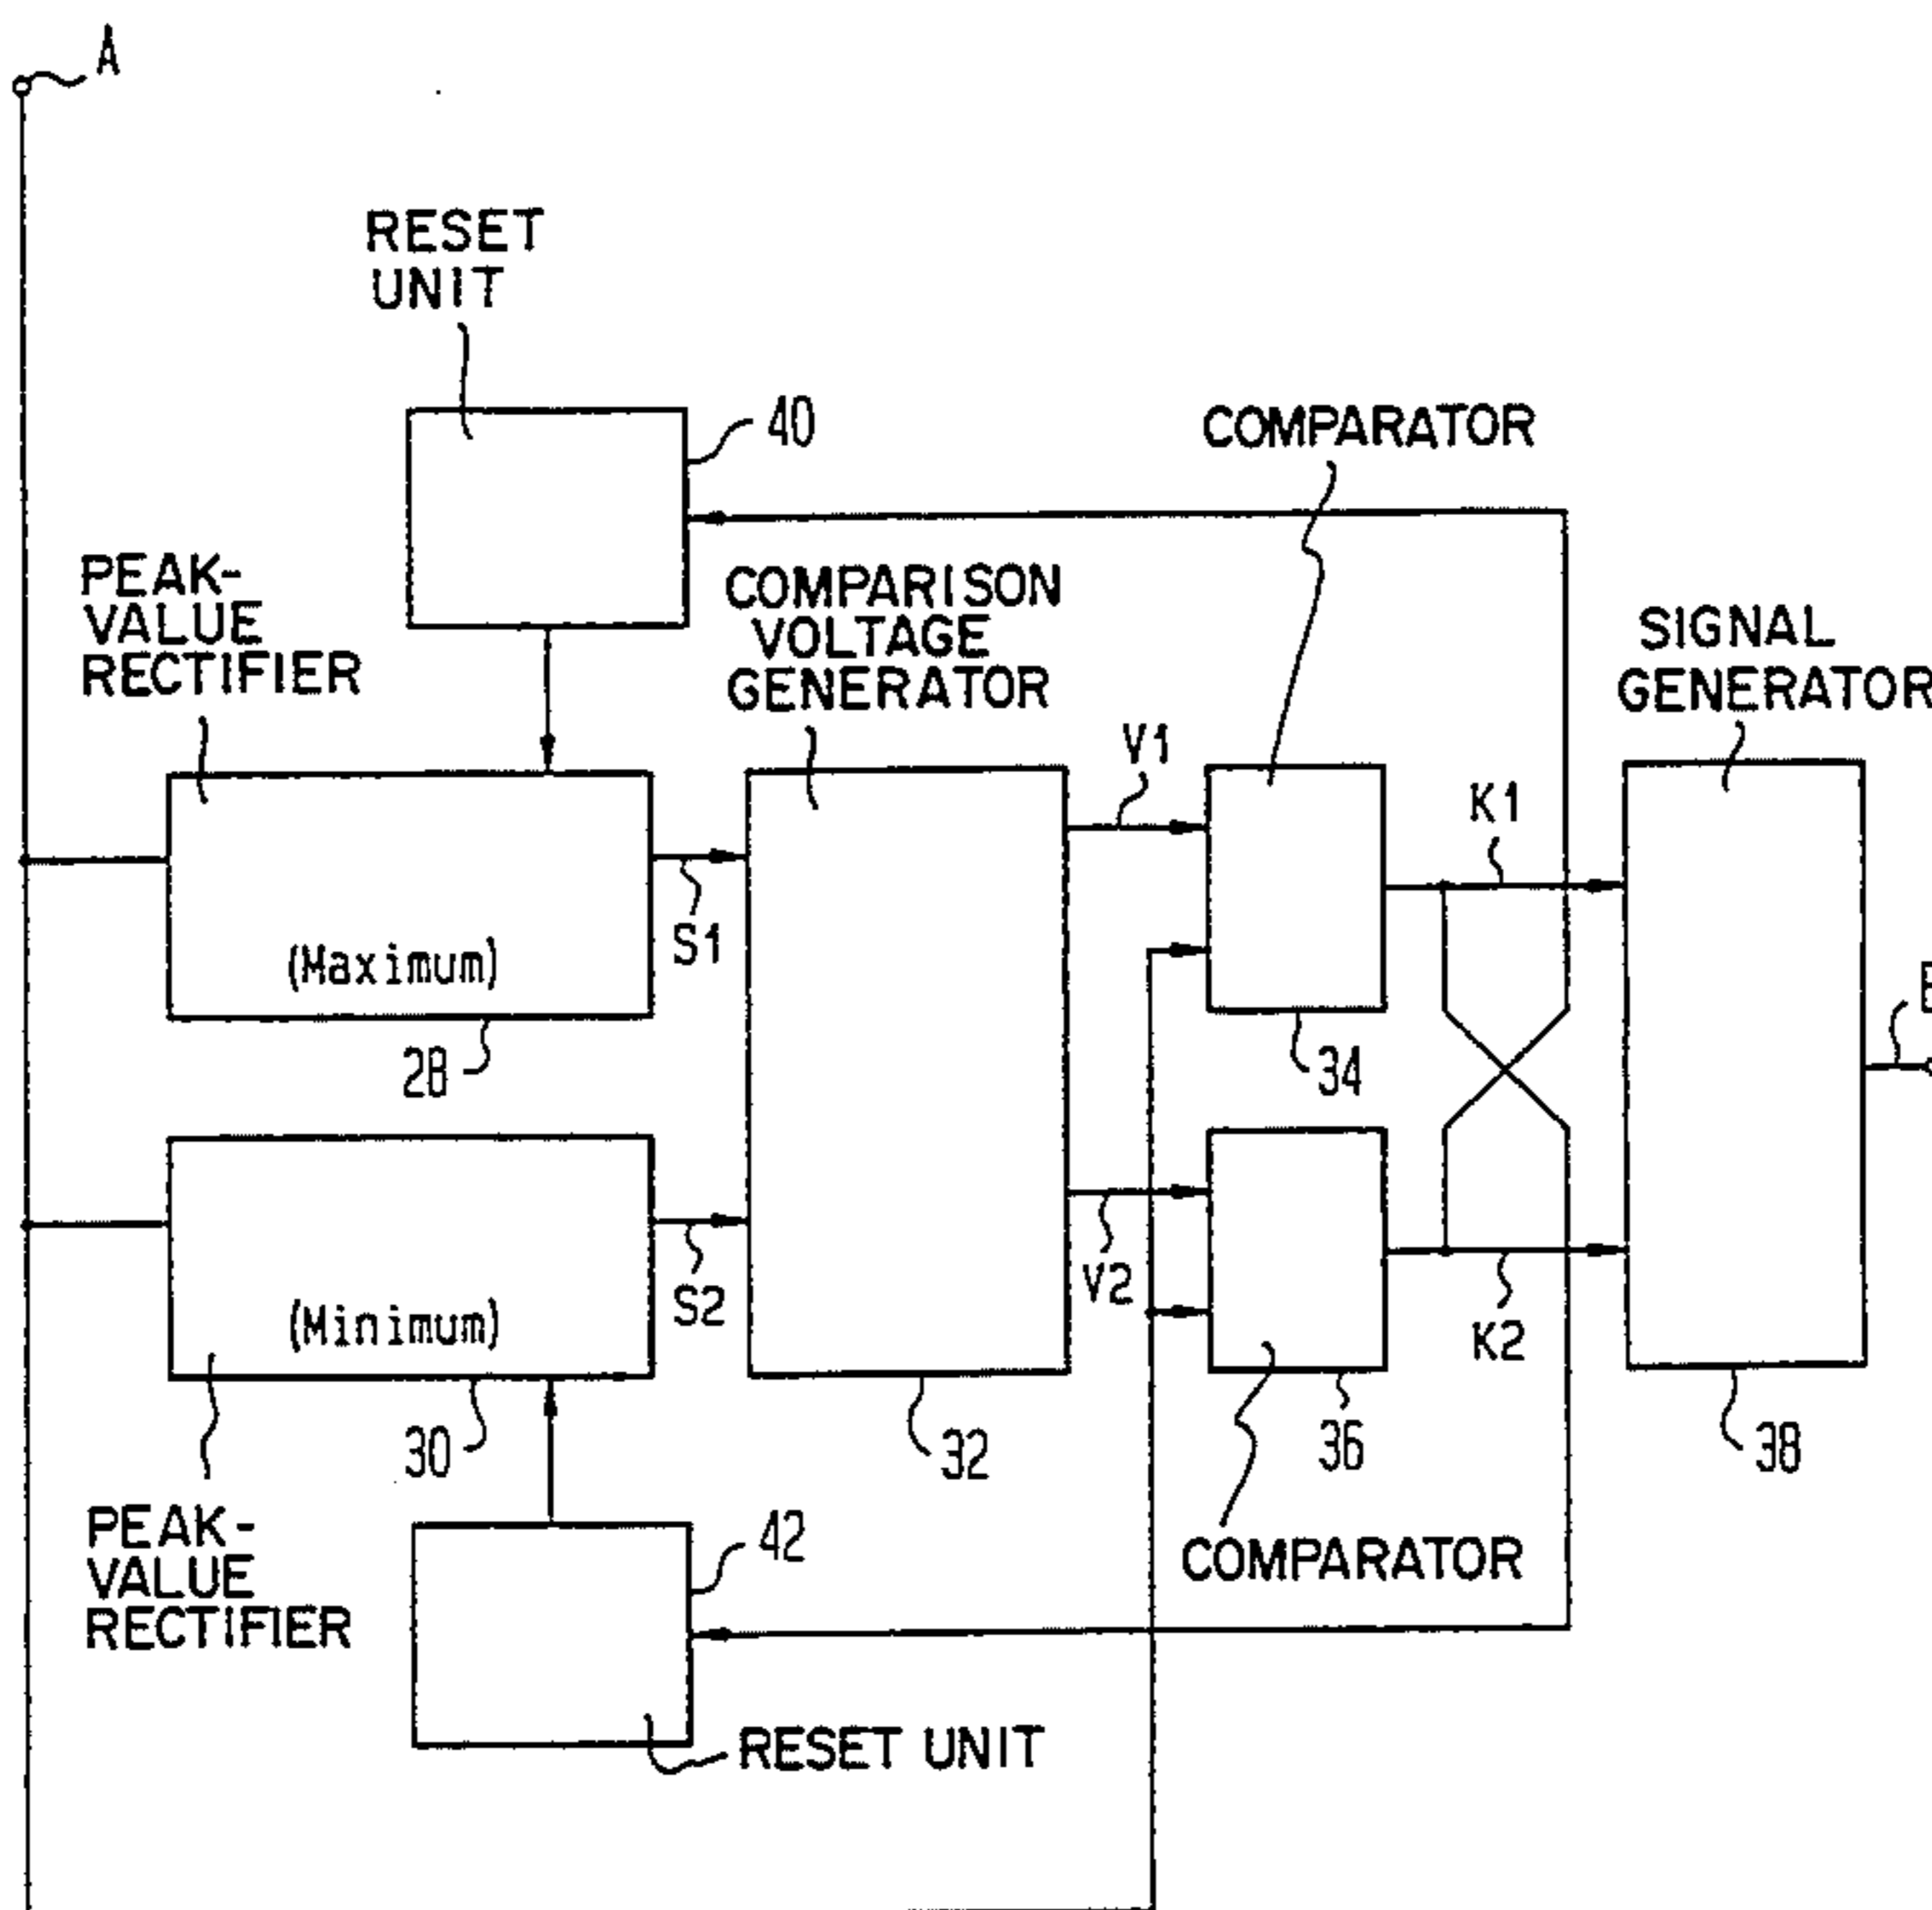 A
RESET
UNIT
40
COMPARATOR
PEAK-
VALUE
RECTIFIER
COMPARISON
VOLTAGE
GENERATOR
SIGNAL
GENERATOR
V1
K1
S1
(Maximum)
28
34
V2
S2
(Minimum)
K2
30
32
36
38
PEAK-
VALUE
RECTIFIER
42
COMPARATOR
RESET UNIT